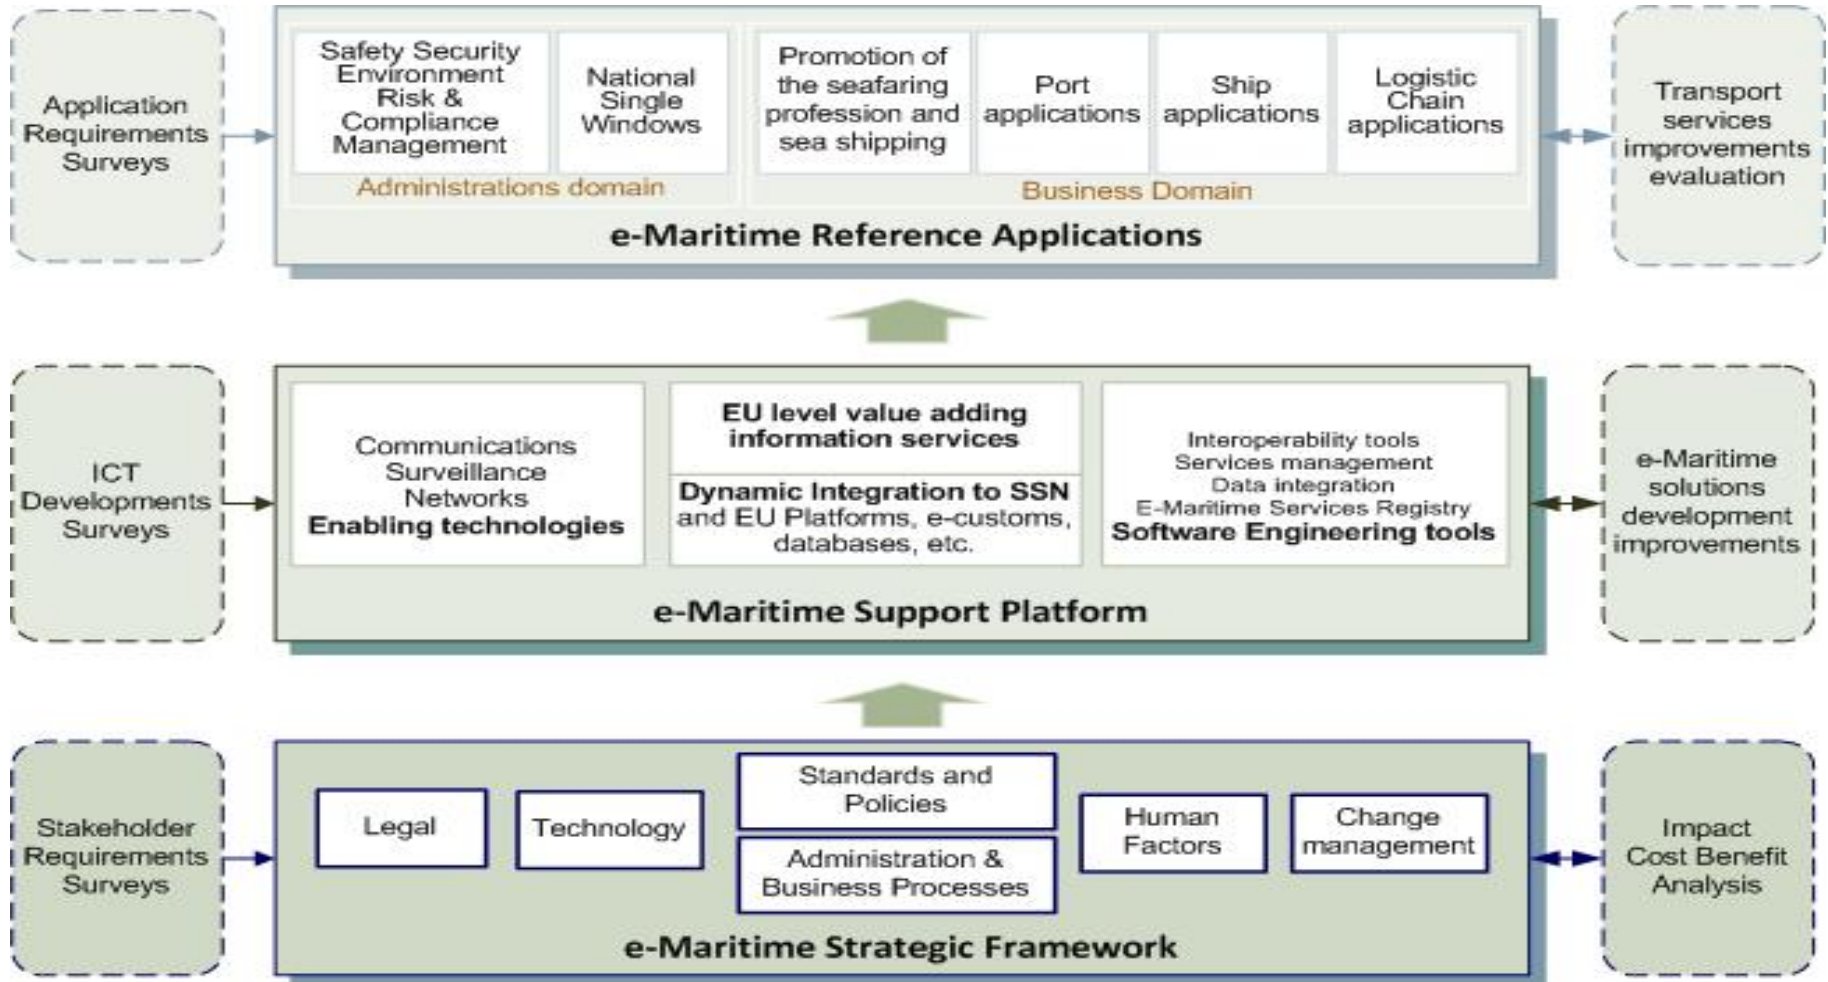 Application
Requirements
Surveys
Safety Security
Environment
Risk &
Compliance
Management
National
Single
Windows
Administrations domain
Promotion of
the seafaring
profession and
sea shipping
Port
applications
Ship
applications
Logistic
Chain
applications
Business Domain
e-Maritime Reference Applications
Transport
services
improvements
evaluation
ICT
Developments
Surveys
Communications
Surveillance
Networks
Enabling technologies
EU level value adding
information services
Dynamic Integration to SSN
and EU Platforms, e-customs,
databases, etc.
Interoperability tools
Services management
Data integration
E-Maritime Services Registry
Software Engineering tools
e-Maritime Support Platform
e-Maritime
solutions
development
improvements
Stakeholder
Requirements
Surveys
Legal
Technology
Standards and
Policies
Administration &
Business Processes
Human
Factors
Change
management
e-Maritime Strategic Framework
Impact
Cost Benefit
Analysis